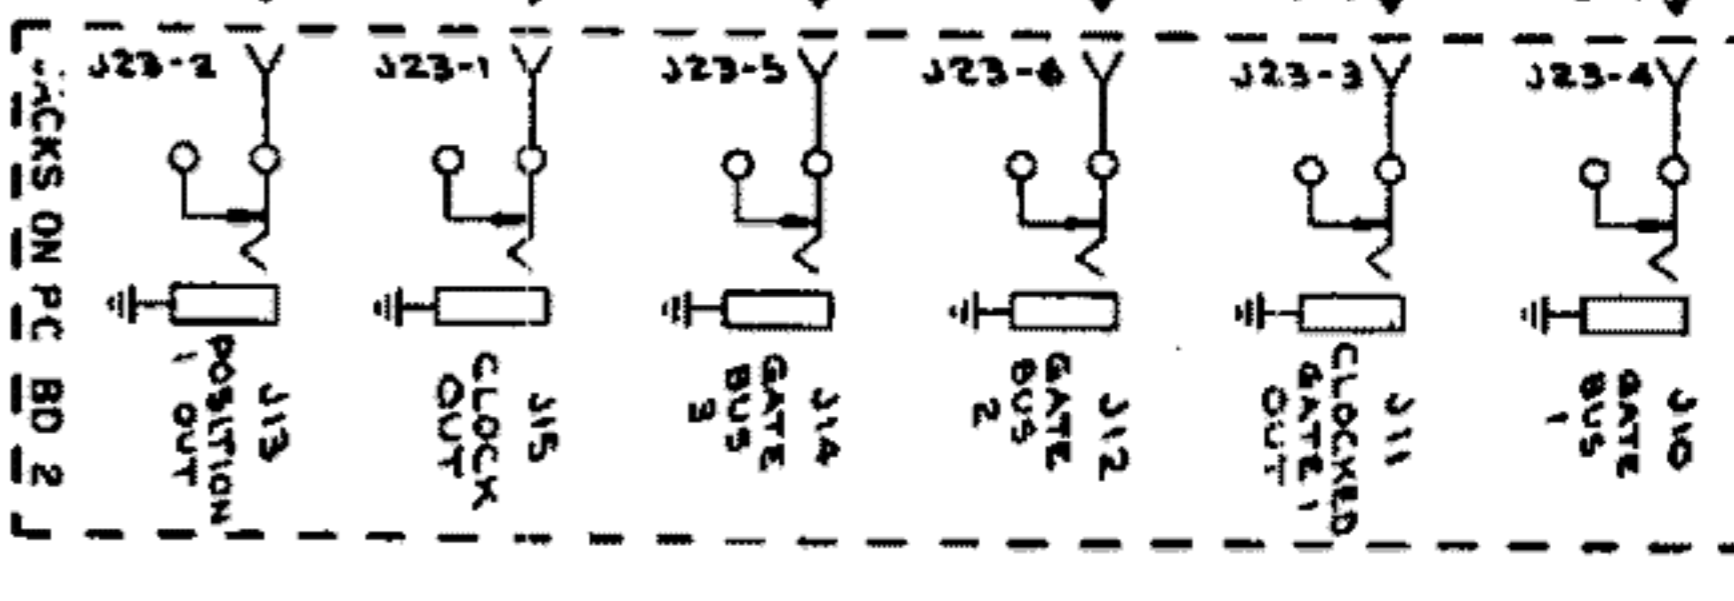 J23-2
J23-1
J23-5
J23-6
J23-3
J23-4
JACKS ON PC BD 2
J13
POSITION
1 OUT
J15
CLOCK
OUT
J14
GATE
BUS
3
J12
GATE
BUS
2
J11
CLOCKED
GATE 1
OUT
J10
GATE
BUS
1